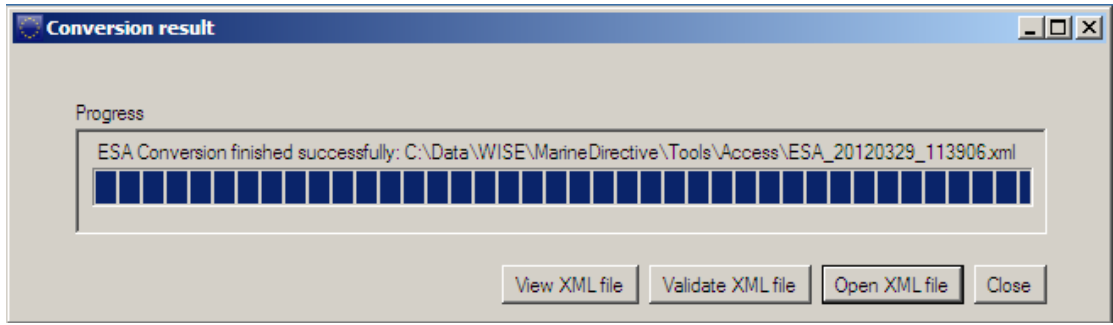 Conversion result
Progress
ESA Conversion finished successfully: C:\Data\WISE\MarineDirective\Tools\Access\ESA_20120329_113906.xml
View XML file Validate XML file Open XML file Close